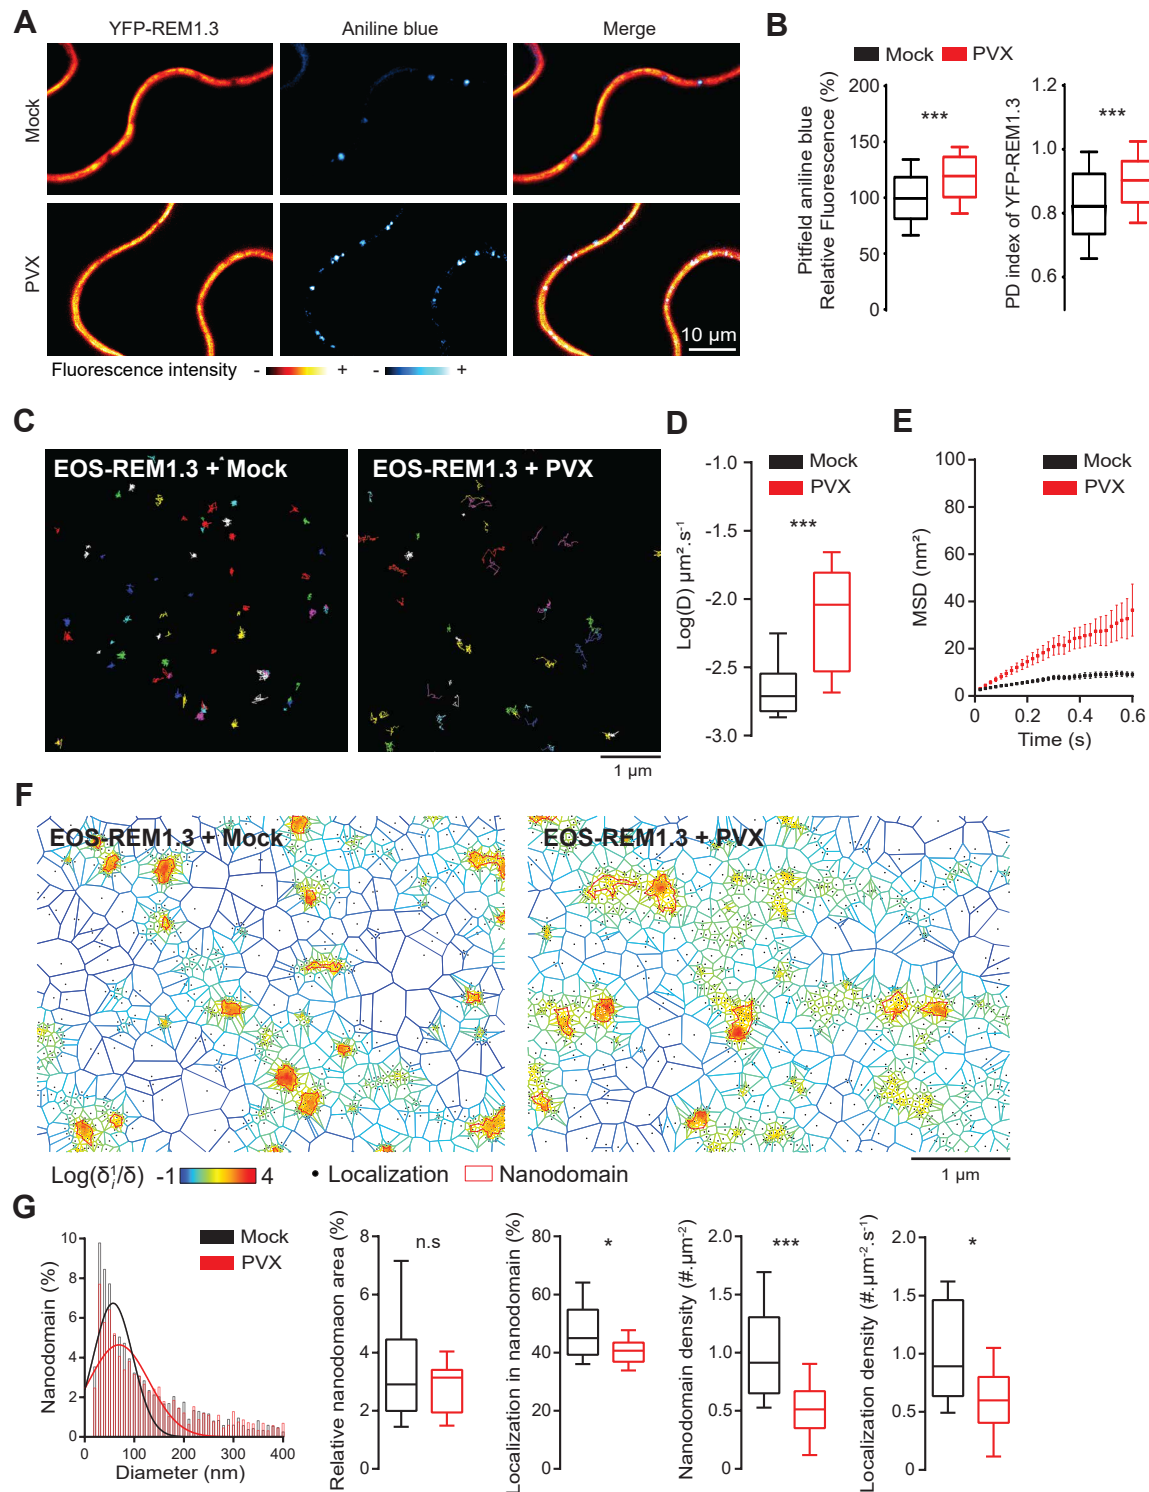 A
YFP-REM1.3
Aniline blue
Merge
Mock
PVX
10 µm
Fluorescence intensity - + - +
B
Mock PVX
Pitfield aniline blue
Relative Fluorescence (%)
200
150
100
50
0
***
PD index of YFP-REM1.3
1.2
1.0
0.8
0.6
***
C
EOS-REM1.3 + Mock
EOS-REM1.3 + PVX
1 µm
D
Mock
PVX
Log(D) µm².s⁻¹
-1.0
-1.5
-2.0
-2.5
-3.0
***
E
Mock
PVX
MSD (nm²)
100
80
60
40
20
0
0 0.2 0.4 0.6
Time (s)
F
EOS-REM1.3 + Mock
EOS-REM1.3 + PVX
Log(δ¹ᵢ/δ) -1 4
• Localization
Nanodomain
1 µm
G
Mock
PVX
Nanodomain (%)
10
8
6
4
2
0
0 100 200 300 400
Diameter (nm)
Relative nanodomaon area (%)
8
6
4
2
0
n.s
Localization in nanodomain (%)
80
60
40
20
0
*
Nanodomain density (#.µm⁻²)
2.0
1.5
1.0
0.5
0
***
Localization density (#.µm⁻².s⁻¹)
2.0
1.5
1.0
0.5
0
*